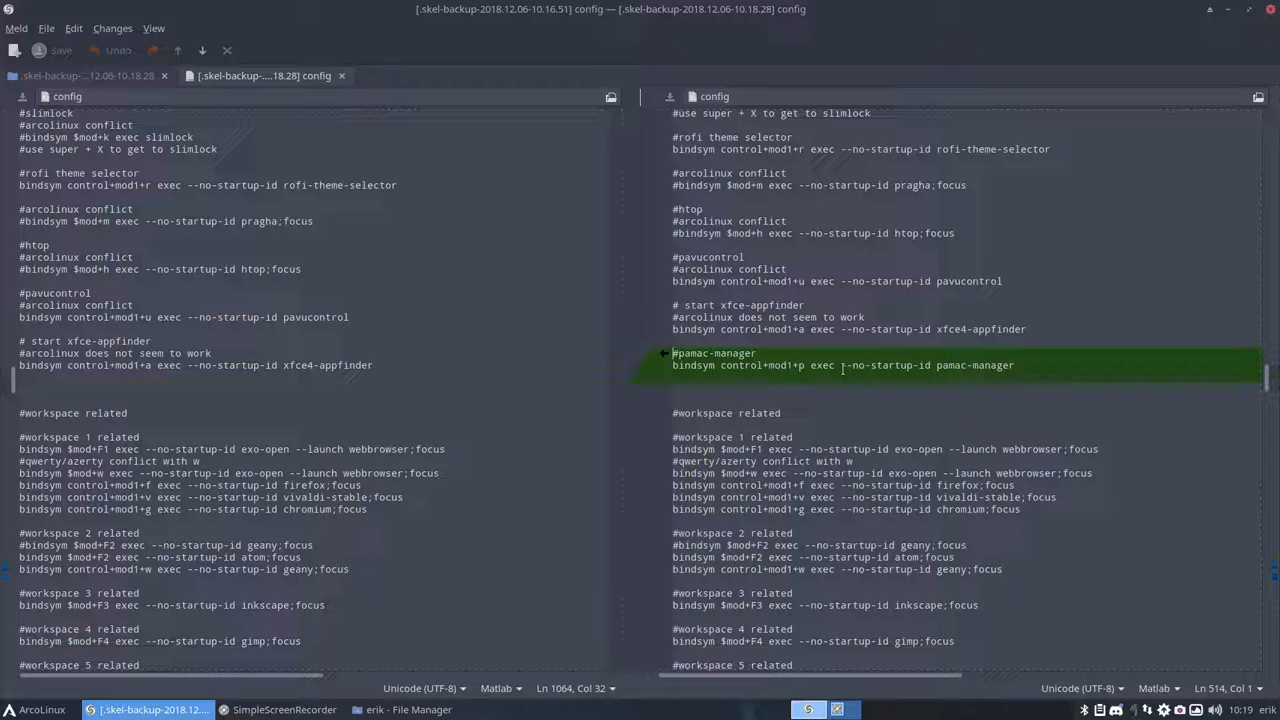 [.skel-backup-2018.12.06-10.16.51] config — [.skel-backup-2018.12.06-10.18.28] config
Meld File Edit Changes View
Save Undo
.skel-backup-...12.06-10.18.28
[.skel-backup-....18.28] config
config
#slimlock
#arcolinux conflict
#bindsym $mod+k exec slimlock
#use super + X to get to slimlock
#rofi theme selector
bindsym control+mod1+r exec --no-startup-id rofi-theme-selector
#arcolinux conflict
#bindsym $mod+m exec --no-startup-id pragha;focus
#htop
#arcolinux conflict
#bindsym $mod+h exec --no-startup-id htop;focus
#pavucontrol
#arcolinux conflict
bindsym control+mod1+u exec --no-startup-id pavucontrol
# start xfce-appfinder
#arcolinux does not seem to work
bindsym control+mod1+a exec --no-startup-id xfce4-appfinder
#workspace related
#workspace 1 related
bindsym $mod+F1 exec --no-startup-id exo-open --launch webbrowser;focus
#qwerty/azerty conflict with w
bindsym $mod+w exec --no-startup-id exo-open --launch webbrowser;focus
bindsym control+mod1+f exec --no-startup-id firefox;focus
bindsym control+mod1+v exec --no-startup-id vivaldi-stable;focus
bindsym control+mod1+g exec --no-startup-id chromium;focus
#workspace 2 related
#bindsym $mod+F2 exec --no-startup-id geany;focus
bindsym $mod+F2 exec --no-startup-id atom;focus
bindsym control+mod1+w exec --no-startup-id geany;focus
#workspace 3 related
bindsym $mod+F3 exec --no-startup-id inkscape;focus
#workspace 4 related
bindsym $mod+F4 exec --no-startup-id gimp;focus
#workspace 5 related
Unicode (UTF-8) Matlab Ln 1064, Col 32
config
#use super + X to get to slimlock
#rofi theme selector
bindsym control+mod1+r exec --no-startup-id rofi-theme-selector
#arcolinux conflict
#bindsym $mod+m exec --no-startup-id pragha;focus
#htop
#arcolinux conflict
#bindsym $mod+h exec --no-startup-id htop;focus
#pavucontrol
#arcolinux conflict
bindsym control+mod1+u exec --no-startup-id pavucontrol
# start xfce-appfinder
#arcolinux does not seem to work
bindsym control+mod1+a exec --no-startup-id xfce4-appfinder
#pamac-manager
bindsym control+mod1+p exec --no-startup-id pamac-manager
#workspace related
#workspace 1 related
bindsym $mod+F1 exec --no-startup-id exo-open --launch webbrowser;focus
#qwerty/azerty conflict with w
bindsym $mod+w exec --no-startup-id exo-open --launch webbrowser;focus
bindsym control+mod1+f exec --no-startup-id firefox;focus
bindsym control+mod1+v exec --no-startup-id vivaldi-stable;focus
bindsym control+mod1+g exec --no-startup-id chromium;focus
#workspace 2 related
#bindsym $mod+F2 exec --no-startup-id geany;focus
bindsym $mod+F2 exec --no-startup-id atom;focus
bindsym control+mod1+w exec --no-startup-id geany;focus
#workspace 3 related
bindsym $mod+F3 exec --no-startup-id inkscape;focus
#workspace 4 related
bindsym $mod+F4 exec --no-startup-id gimp;focus
#workspace 5 related
Unicode (UTF-8) Matlab Ln 514, Col 1
ArcoLinux [.skel-backup-2018.12.... SimpleScreenRecorder erik - File Manager 10:19 erik